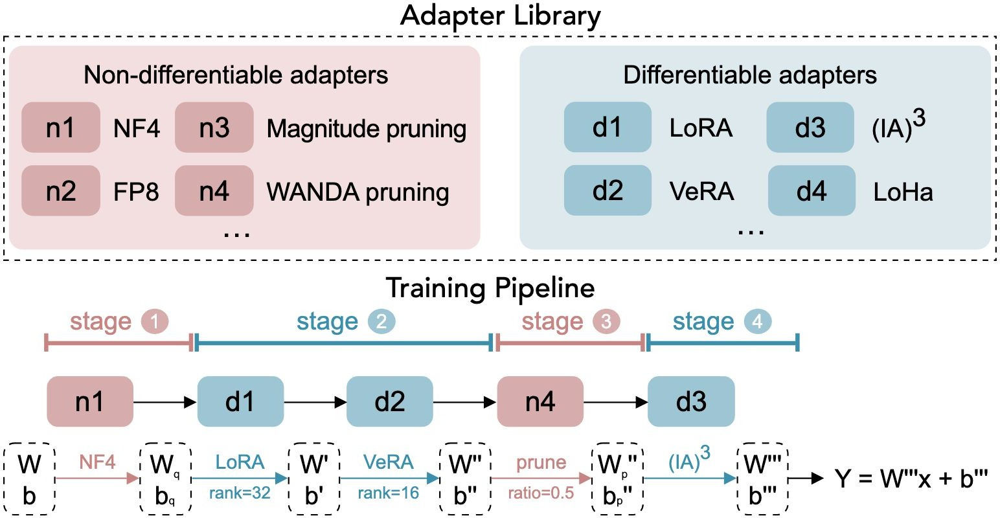 Adapter Library
Non-differentiable adapters
n1 NF4 n3 Magnitude pruning
n2 FP8 n4 WANDA pruning
...
Differentiable adapters
d1 LoRA d3 (IA)³
d2 VeRA d4 LoHa
...
Training Pipeline
stage 1 stage 2 stage 3 stage 4
n1 d1 d2 n4 d3
W NF4 Wq LoRA W' VeRA W" prune Wp" (IA)³ W"' Y = W"'x + b"'
b bq rank=32 b' rank=16 b" ratio=0.5 bp" b"'